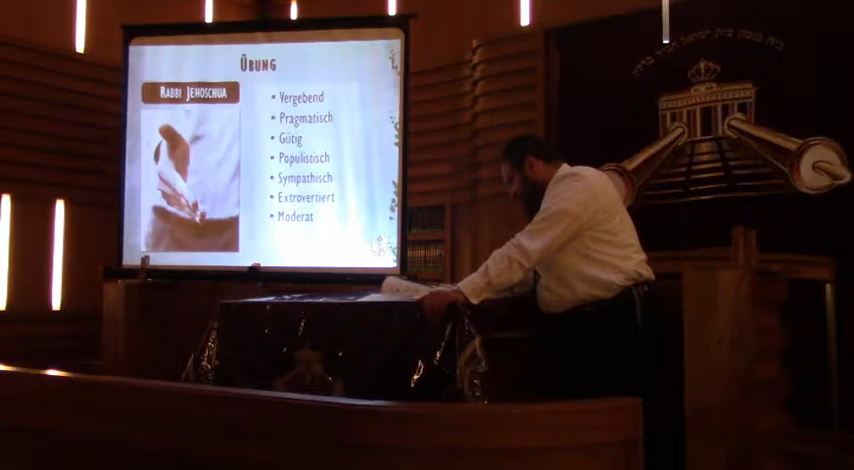 Übung
Rabbi Jehoschua
• Vergebend
• Pragmatisch
• Gütig
• Populistisch
• Sympathisch
• Extrovertiert
• Moderat